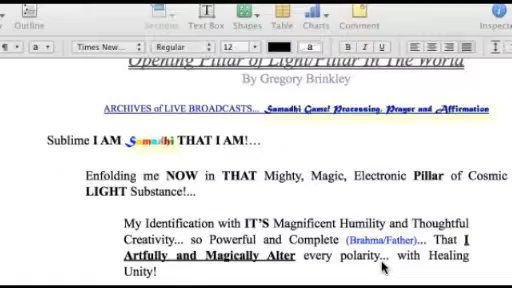 Outline Sections Text Box Shapes Table Charts Comment Inspecto
¶ a Times New... Regular 12 a B I U
Opening Pillar of Light/Pillar In The World
By Gregory Brinkley
ARCHIVES of LIVE BROADCASTS... Samadhi Game! Processing, Prayer and Affirmation
Sublime I AM Samadhi THAT I AM!…
Enfolding me NOW in THAT Mighty, Magic, Electronic Pillar of Cosmic
LIGHT Substance!...
My Identification with IT'S Magnificent Humility and Thoughtful
Creativity... so Powerful and Complete (Brahma/Father)... That I
Artfully and Magically Alter every polarity... with Healing
Unity!